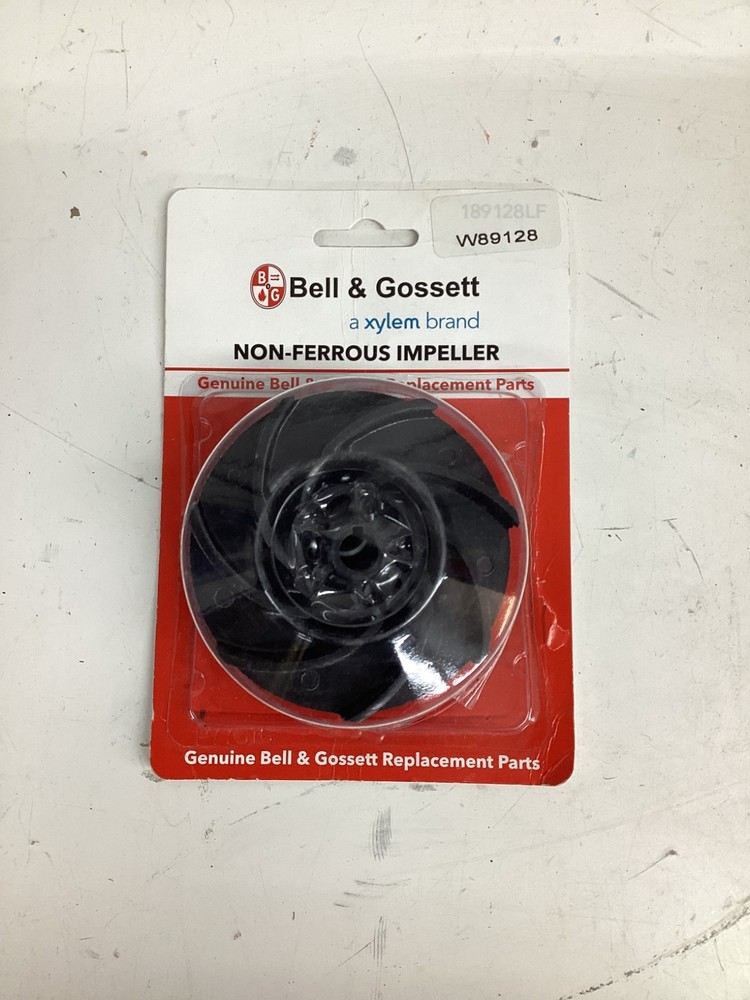 189128LF
W89128
B
G
Bell & Gossett
a xylem brand
NON-FERROUS IMPELLER
Genuine Bell & Replacement Parts
Genuine Bell & Gossett Replacement Parts